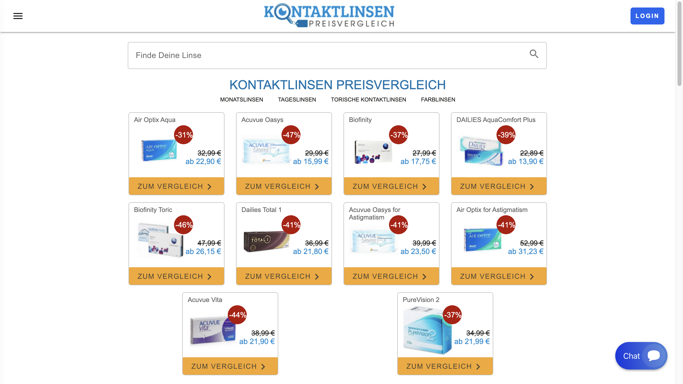 KONTAKTLINSEN
PREISVERGLEICH
LOGIN
Finde Deine Linse
KONTAKTLINSEN PREISVERGLEICH
MONATSLINSEN TAGESLINSEN TORISCHE KONTAKTLINSEN FARBLINSEN
Air Optix Aqua
-31%
32,99 €
ab 22,90 €
ZUM VERGLEICH
Acuvue Oasys
-47%
29,99 €
ab 15,99 €
ZUM VERGLEICH
Biofinity
-37%
27,99 €
ab 17,75 €
ZUM VERGLEICH
DAILIES AquaComfort Plus
-39%
22,89 €
ab 13,90 €
ZUM VERGLEICH
Biofinity Toric
-46%
47,99 €
ab 26,15 €
ZUM VERGLEICH
Dailies Total 1
-41%
TOTAL1
36,99 €
ab 21,80 €
ZUM VERGLEICH
Acuvue Oasys for
Astigmatism
-41%
ACUVUE
39,99 €
ab 23,50 €
ZUM VERGLEICH
Air Optix for Astigmatism
-41%
52,99 €
ab 31,23 €
ZUM VERGLEICH
Acuvue Vita
-44%
ACUVUE
VITA
38,99 €
ab 21,90 €
ZUM VERGLEICH
PureVision 2
-37%
34,99 €
ab 21,99 €
ZUM VERGLEICH
Chat